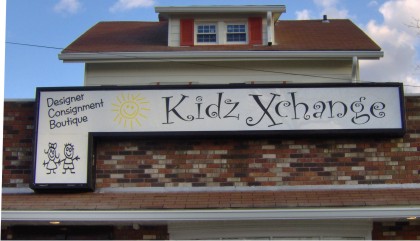 Designer
Consignment
Boutique
Kidz Xchange